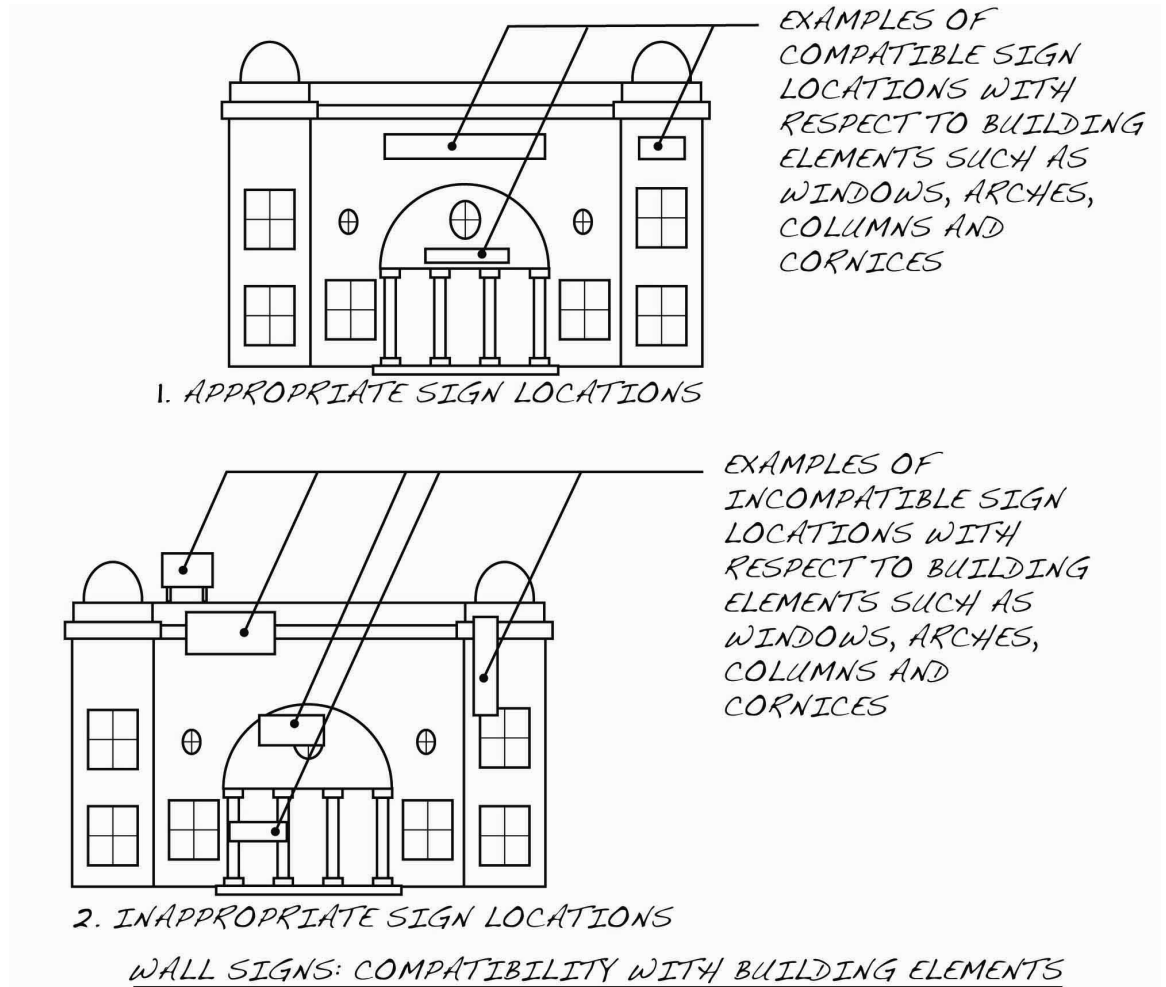 EXAMPLES OF
COMPATIBLE SIGN
LOCATIONS WITH
RESPECT TO BUILDING
ELEMENTS SUCH AS
WINDOWS, ARCHES,
COLUMNS AND
CORNICES
1. APPROPRIATE SIGN LOCATIONS
EXAMPLES OF
INCOMPATIBLE SIGN
LOCATIONS WITH
RESPECT TO BUILDING
ELEMENTS SUCH AS
WINDOWS, ARCHES,
COLUMNS AND
CORNICES
2. INAPPROPRIATE SIGN LOCATIONS
WALL SIGNS: COMPATIBILITY WITH BUILDING ELEMENTS